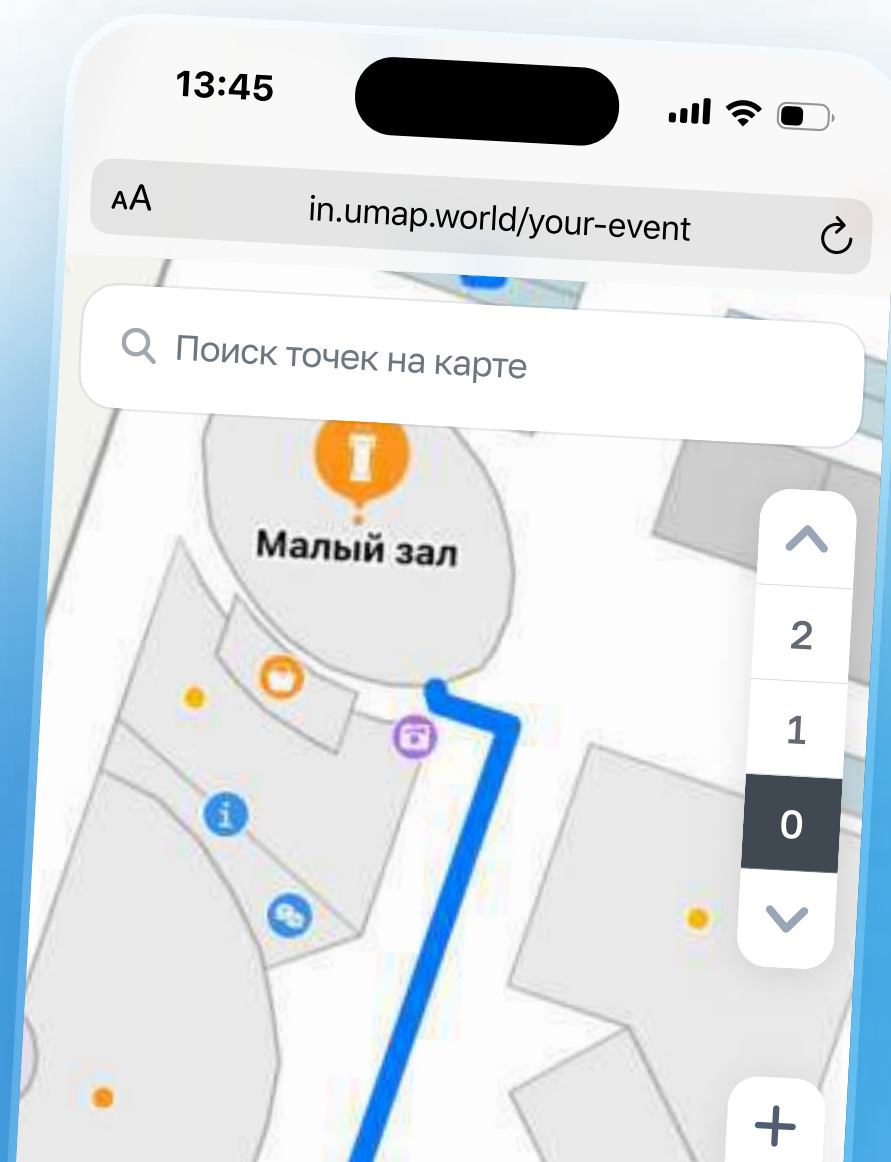 13:45
AA
in.umap.world/your-event
Поиск точек на карте
Малый зал
i
2
1
0